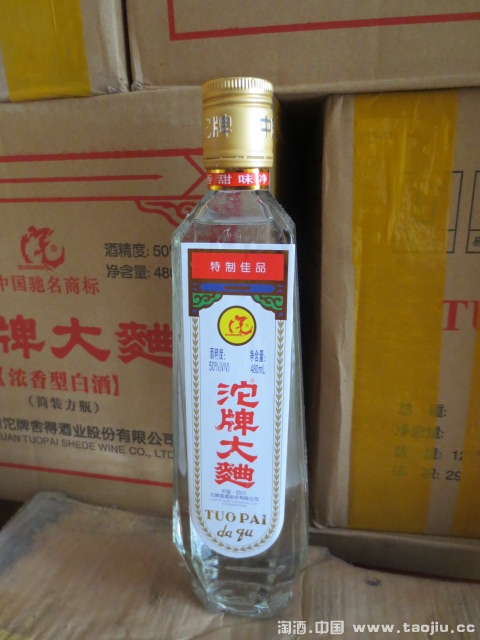 沱牌
中
甜味
特制佳品
酒精度:
50%(V/V)
净含量:
480mL
沱牌大麯
TUOPAI
da qu
酒精度: 50
净含量: 480
中国驰名商标
牌大麯
【浓香型白酒】
(简装方瓶)
沱牌舍得酒业股份有限公司
UAN TUOPAI SHEDE WINE CO., LTD
TU
淘酒.中国 www.taojiu.cc